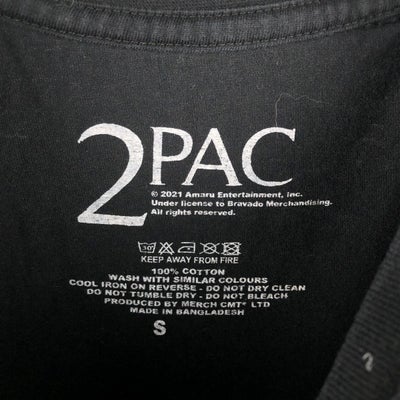 2PAC
© 2021 Amaru Entertainment, Inc.
Under license to Bravado Merchandising.
All rights reserved.
KEEP AWAY FROM FIRE
100% COTTON
WASH WITH SIMILAR COLOURS
COOL IRON ON REVERSE - DO NOT DRY CLEAN
DO NOT TUMBLE DRY - DO NOT BLEACH
PRODUCED BY MERCH CMT* LTD
MADE IN BANGLADESH
S